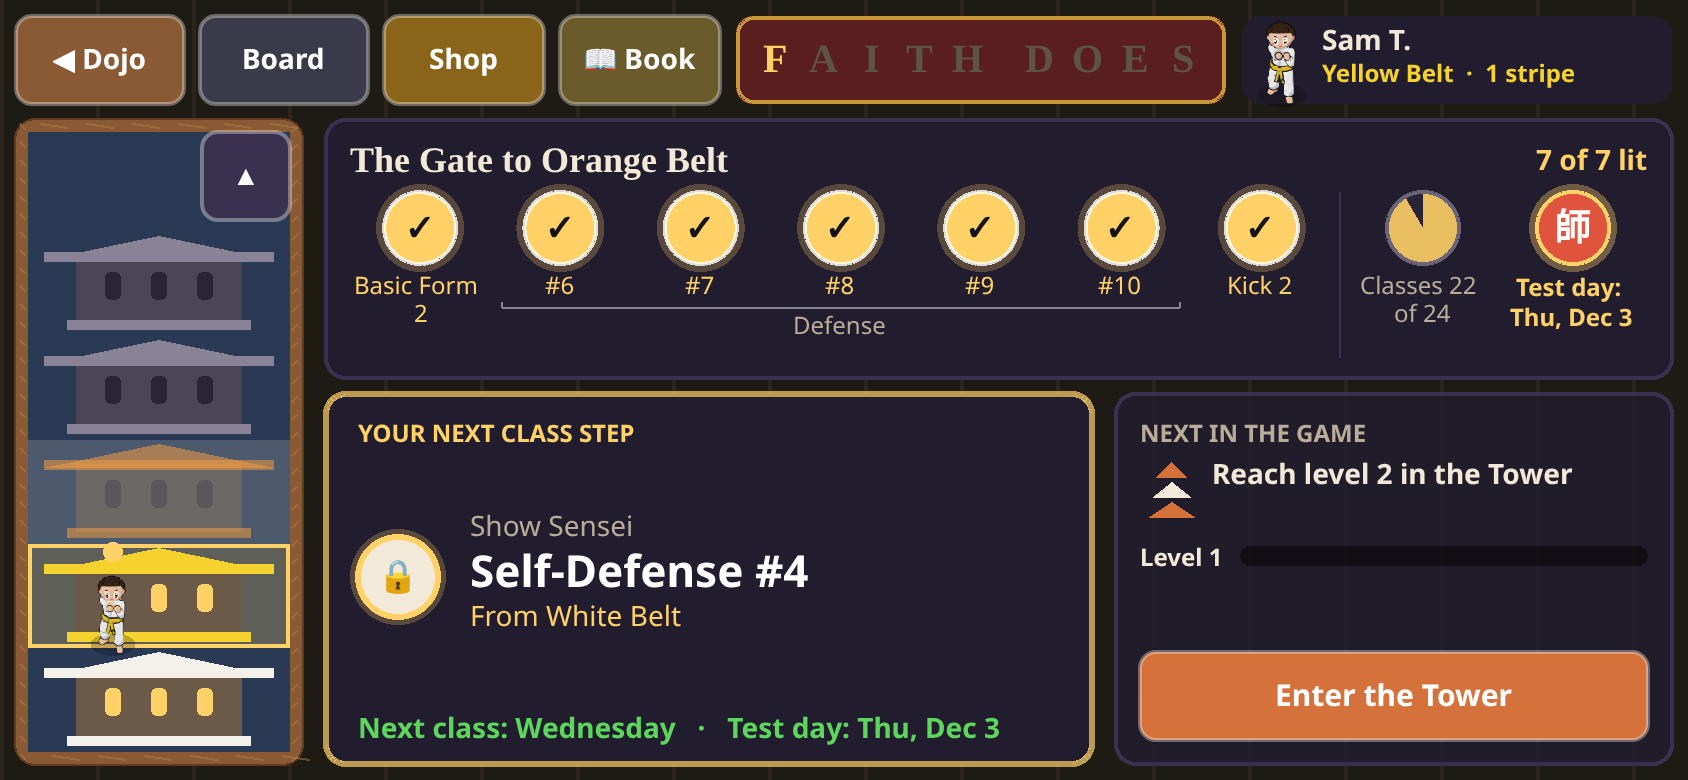 ◀ Dojo
Board
Shop
📖 Book
FAITH DOES
Sam T.
Yellow Belt · 1 stripe
▲
The Gate to Orange Belt
7 of 7 lit
✓ ✓ ✓ ✓ ✓ ✓ ✓
師
Basic Form
2
#6
#7
#8
#9
#10
Defense
Kick 2
Classes 22
of 24
Test day:
Thu, Dec 3
YOUR NEXT CLASS STEP
🔒
Show Sensei
Self-Defense #4
From White Belt
Next class: Wednesday · Test day: Thu, Dec 3
NEXT IN THE GAME
Reach level 2 in the Tower
Level 1
Enter the Tower